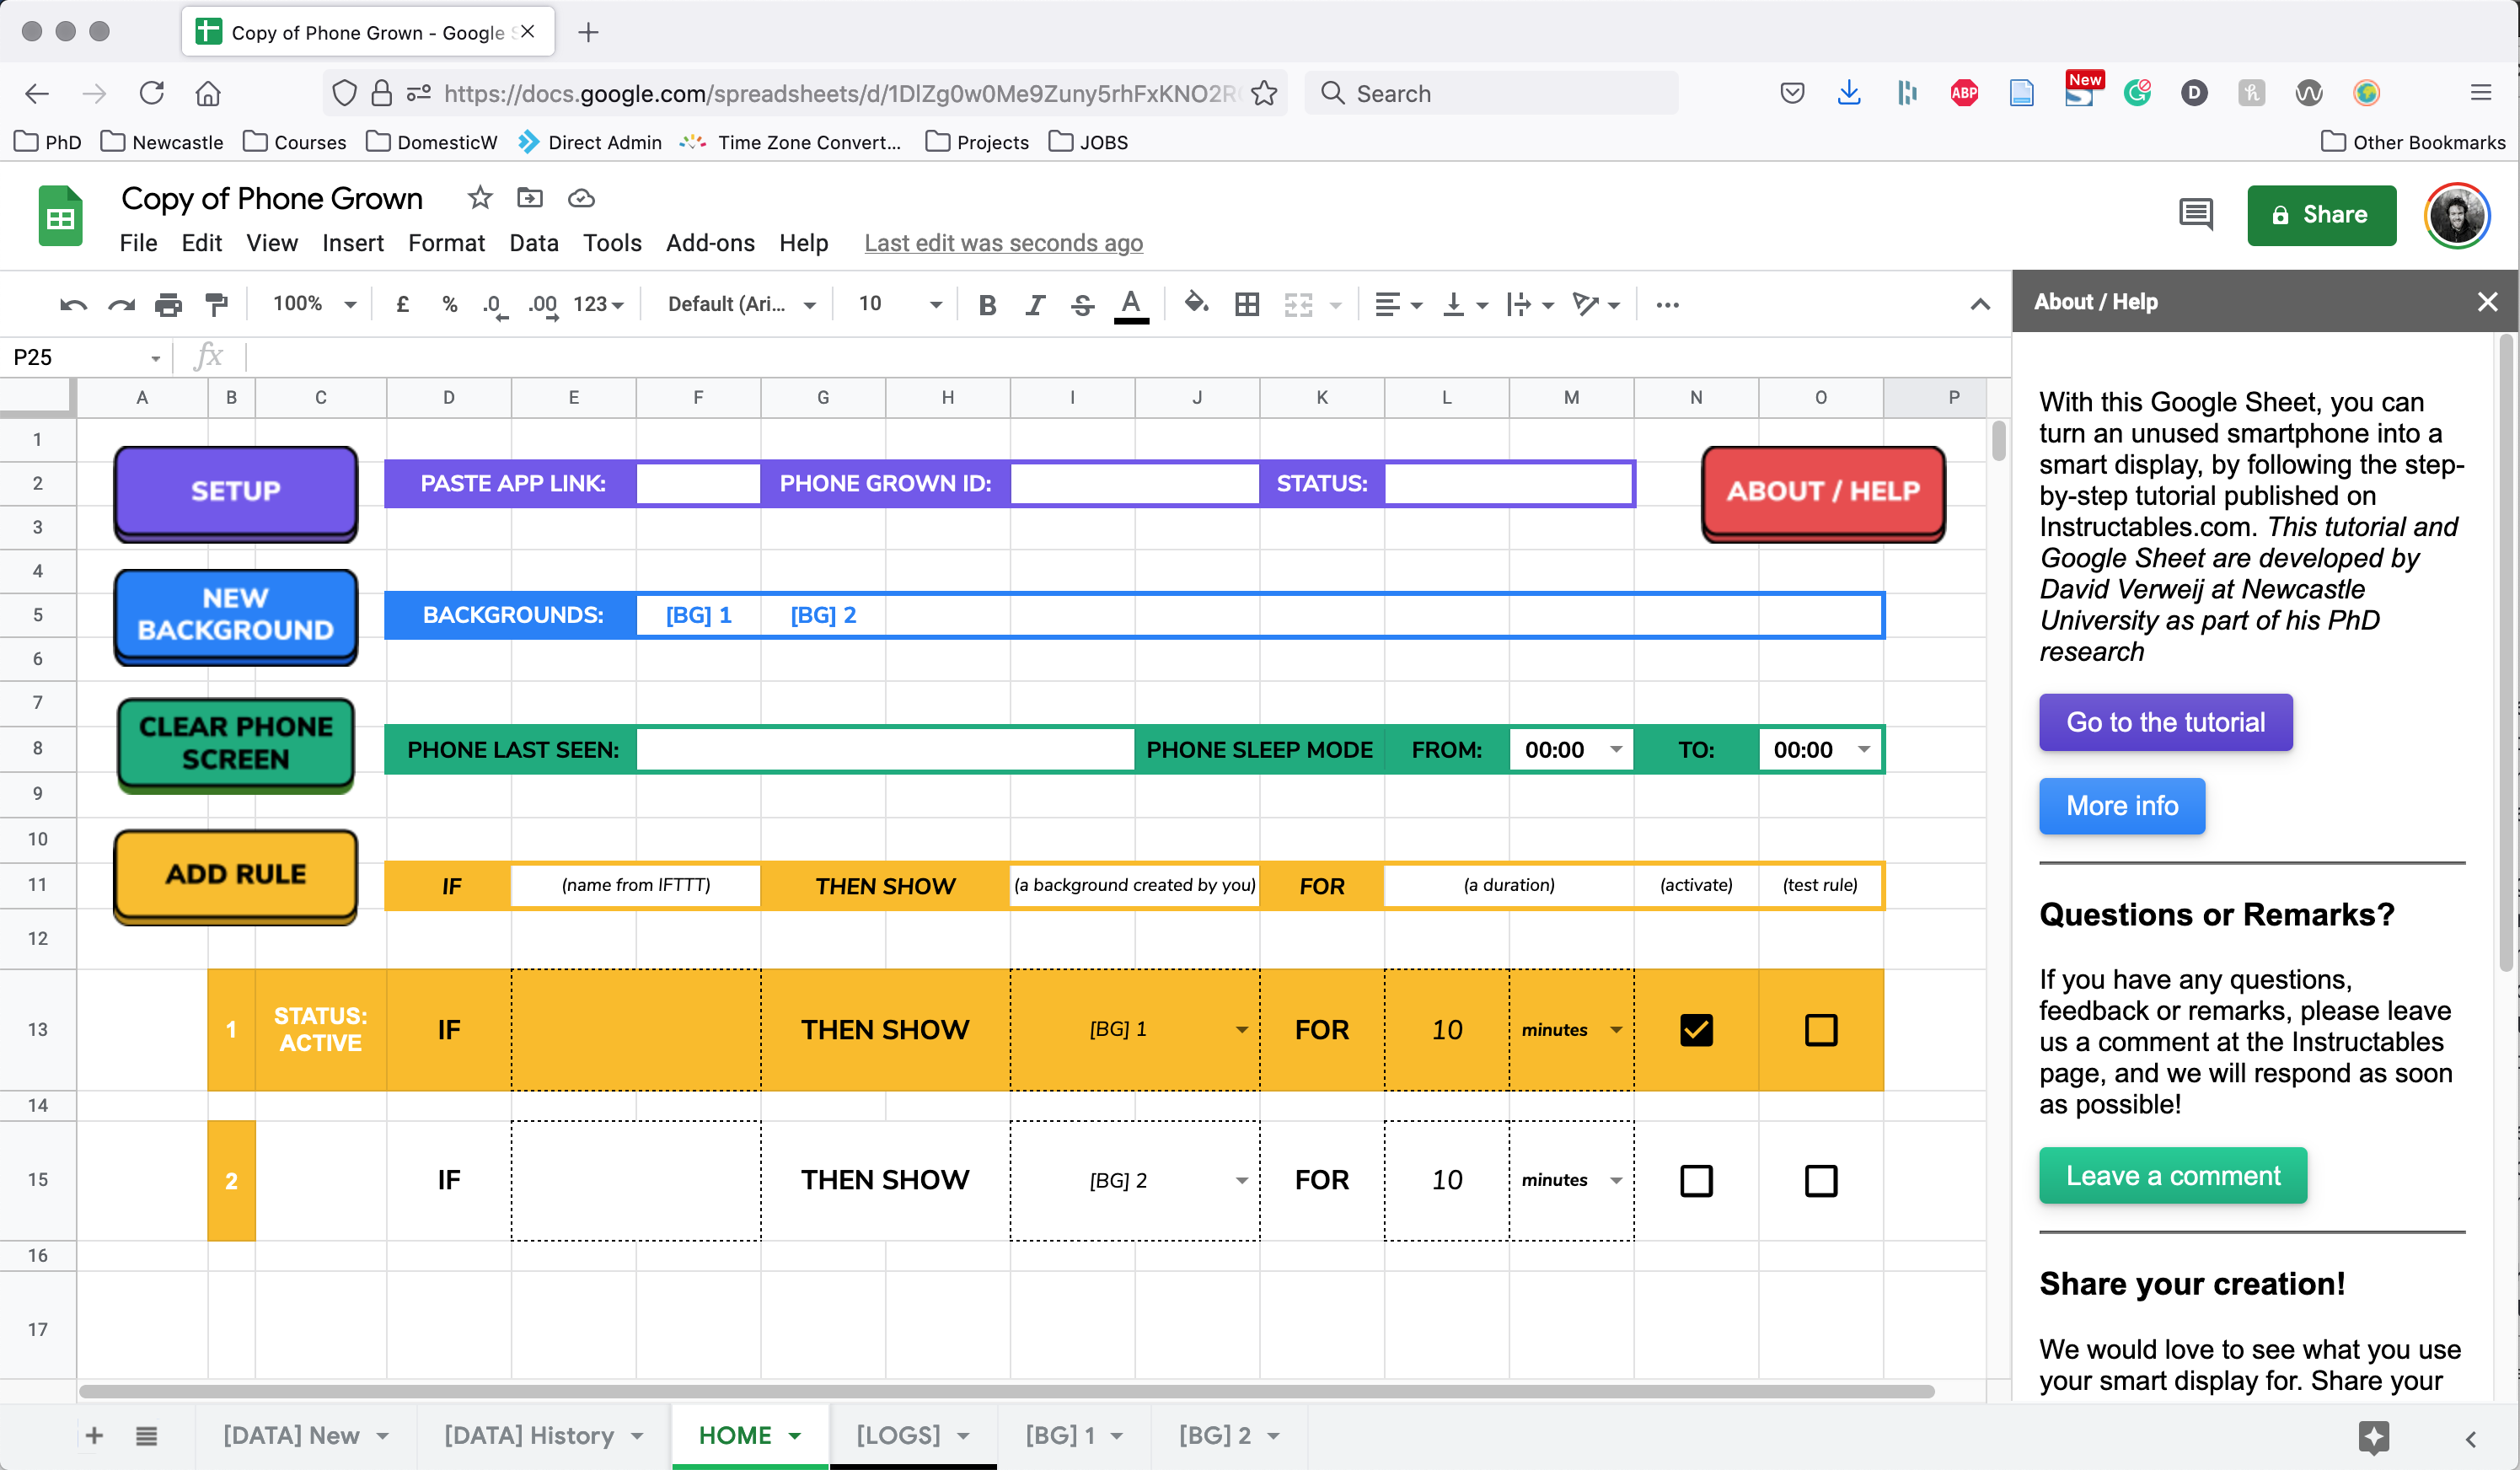 Copy of Phone Grown - Google S
https://docs.google.com/spreadsheets/d/1DlZg0w0Me9Zuny5rhFxKNO2R
Search
New
ABP
D
PhD
Newcastle
Courses
DomesticW
Direct Admin
Time Zone Convert...
Projects
JOBS
Other Bookmarks
Copy of Phone Grown
File Edit View Insert Format Data Tools Add-ons Help Last edit was seconds ago
Share
100% £ % .0 .00 123 Default (Ari... 10 B I S A
P25 fx
A B C D E F G H I J K L M N O P
1
2
SETUP
PASTE APP LINK: PHONE GROWN ID: STATUS:
ABOUT / HELP
3
4
5
NEW
BACKGROUND
BACKGROUNDS: [BG] 1 [BG] 2
6
7
8
CLEAR PHONE
SCREEN
PHONE LAST SEEN: PHONE SLEEP MODE FROM: 00:00 TO: 00:00
9
10
ADD RULE
11
IF (name from IFTTT) THEN SHOW (a background created by you) FOR (a duration) (activate) (test rule)
12
13
1 STATUS:
ACTIVE
IF THEN SHOW [BG] 1 FOR 10 minutes
14
15
2 IF THEN SHOW [BG] 2 FOR 10 minutes
16
17
About / Help
With this Google Sheet, you can
turn an unused smartphone into a
smart display, by following the step-
by-step tutorial published on
Instructables.com. This tutorial and
Google Sheet are developed by
David Verweij at Newcastle
University as part of his PhD
research
Go to the tutorial
More info
Questions or Remarks?
If you have any questions,
feedback or remarks, please leave
us a comment at the Instructables
page, and we will respond as soon
as possible!
Leave a comment
Share your creation!
We would love to see what you use
your smart display for. Share your
[DATA] New
[DATA] History
HOME
[LOGS]
[BG] 1
[BG] 2